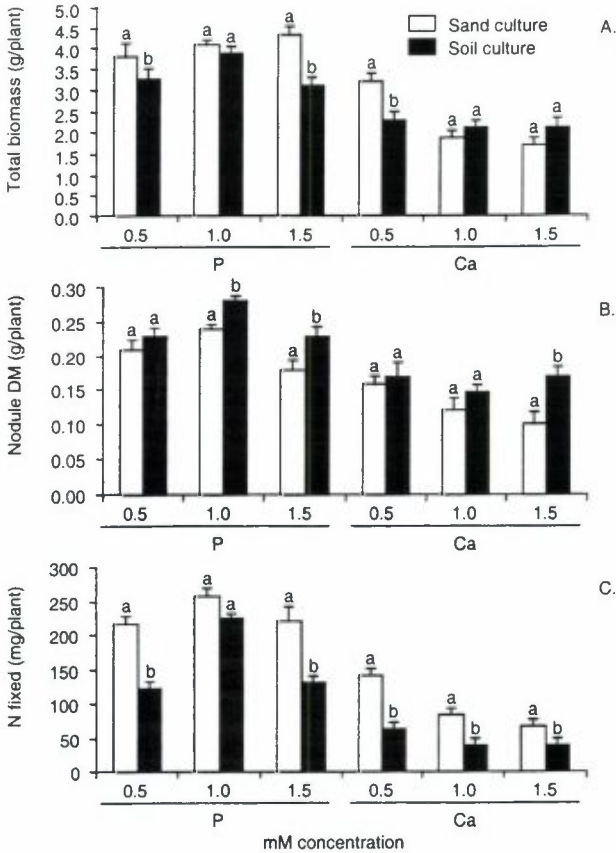 A.
Total biomass (g/plant)
5.0
4.5
4.0
3.5
3.0
2.5
2.0
1.5
1.0
0.5
0.0
Sand culture
Soil culture
a b a a a b a b a a a a
0.5 1.0 1.5 0.5 1.0 1.5
P Ca
B.
Nodule DM (g/plant)
0.30
0.25
0.20
0.15
0.10
0.05
0.00
a a a b a b a a a a a b
0.5 1.0 1.5 0.5 1.0 1.5
P Ca
C.
N fixed (mg/plant)
300
250
200
150
100
50
0
a b a a a b a b a b a b
0.5 1.0 1.5 0.5 1.0 1.5
P Ca
mM concentration